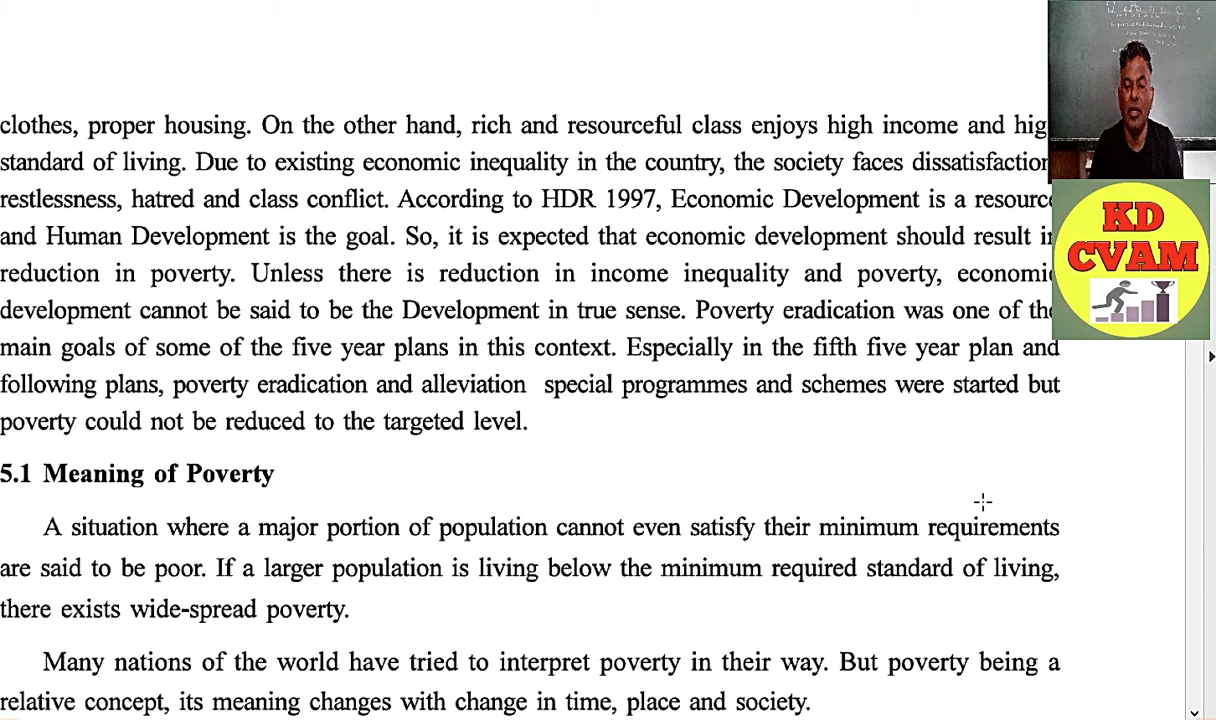 clothes, proper housing. On the other hand, rich and resourceful class enjoys high income and hig
standard of living. Due to existing economic inequality in the country, the society faces dissatisfaction
restlessness, hatred and class conflict. According to HDR 1997, Economic Development is a resourc
and Human Development is the goal. So, it is expected that economic development should result in
reduction in poverty. Unless there is reduction in income inequality and poverty, economi
development cannot be said to be the Development in true sense. Poverty eradication was one of the
main goals of some of the five year plans in this context. Especially in the fifth five year plan and
following plans, poverty eradication and alleviation special programmes and schemes were started but
poverty could not be reduced to the targeted level.
5.1 Meaning of Poverty
A situation where a major portion of population cannot even satisfy their minimum requirements
are said to be poor. If a larger population is living below the minimum required standard of living,
there exists wide-spread poverty.
Many nations of the world have tried to interpret poverty in their way. But poverty being a
relative concept, its meaning changes with change in time, place and society.
KD
CVAM